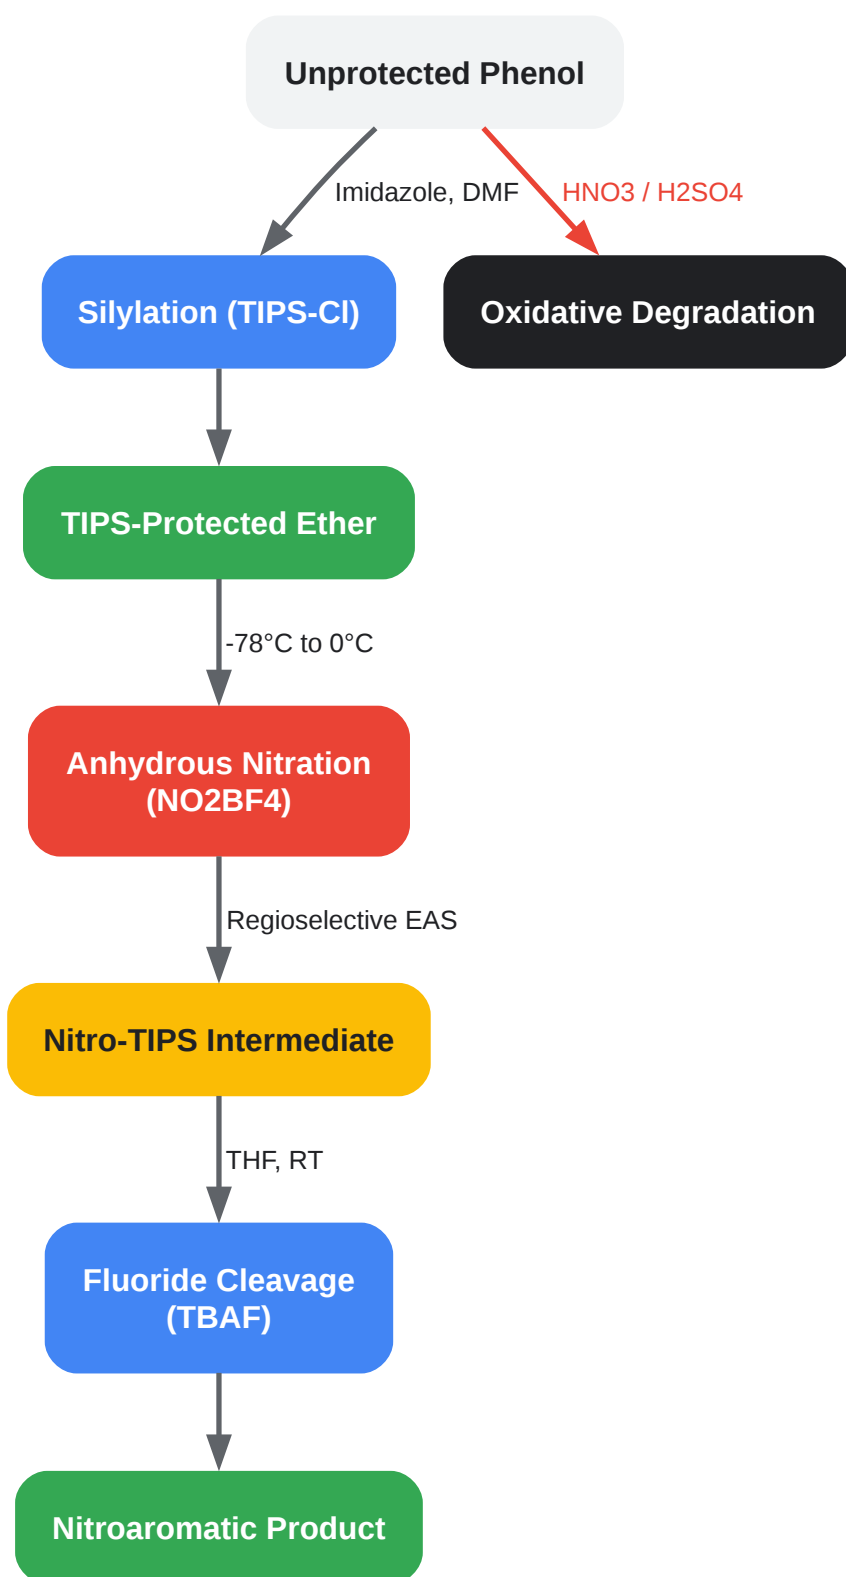 Unprotected Phenol
Imidazole, DMF
HNO3 / H2SO4
Silylation (TIPS-Cl)
Oxidative Degradation
TIPS-Protected Ether
-78°C to 0°C
Anhydrous Nitration
(NO2BF4)
Regioselective EAS
Nitro-TIPS Intermediate
THF, RT
Fluoride Cleavage
(TBAF)
Nitroaromatic Product